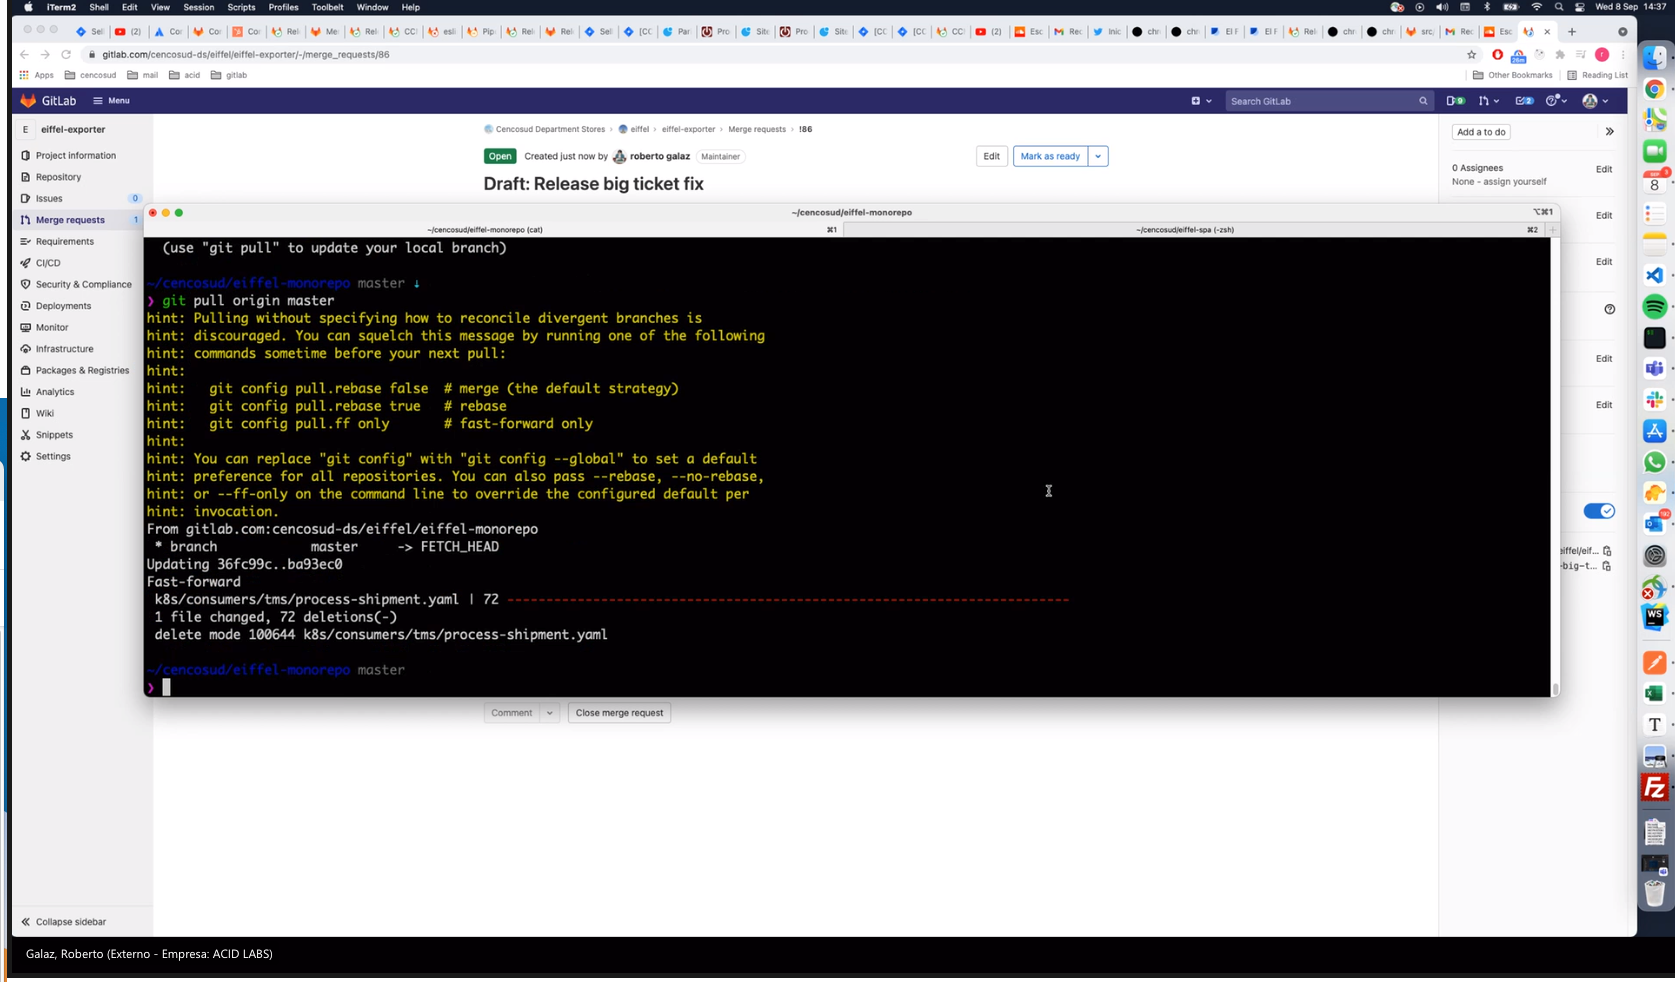 iTerm2 Shell Edit View Session Scripts Profiles Toolbelt Window Help
Wed 8 Sep 14:37
gitlab.com/cencosud-ds/eiffel/eiffel-exporter/-/merge_requests/86
Apps cencosud mail acid gitlab
Other Bookmarks Reading List
GitLab Menu
Search GitLab
E eiffel-exporter
Project information
Repository
Issues 0
Merge requests 1
Requirements
CI/CD
Security & Compliance
Deployments
Monitor
Infrastructure
Packages & Registries
Analytics
Wiki
Snippets
Settings
Collapse sidebar
Cencosud Department Stores › eiffel › eiffel-exporter › Merge requests › !86
Open Created just now by roberto galaz Maintainer
Edit Mark as ready
Draft: Release big ticket fix
Add a to do
0 Assignees Edit
None - assign yourself
Edit
Edit
Edit
Edit
~/cencosud/eiffel-monorepo
⌥⌘1
~/cencosud/eiffel-monorepo (cat) ⌘1
~/cencosud/eiffel-spa (-zsh) ⌘2
(use "git pull" to update your local branch)
~/cencosud/eiffel-monorepo master ↓
❯ git pull origin master
hint: Pulling without specifying how to reconcile divergent branches is
hint: discouraged. You can squelch this message by running one of the following
hint: commands sometime before your next pull:
hint:
hint:   git config pull.rebase false  # merge (the default strategy)
hint:   git config pull.rebase true   # rebase
hint:   git config pull.ff only       # fast-forward only
hint:
hint: You can replace "git config" with "git config --global" to set a default
hint: preference for all repositories. You can also pass --rebase, --no-rebase,
hint: or --ff-only on the command line to override the configured default per
hint: invocation.
From gitlab.com:cencosud-ds/eiffel/eiffel-monorepo
* branch            master     -> FETCH_HEAD
Updating 36fc99c..ba93ec0
Fast-forward
k8s/consumers/tms/process-shipment.yaml | 72 ------------------------------------------------------------------------
1 file changed, 72 deletions(-)
delete mode 100644 k8s/consumers/tms/process-shipment.yaml
~/cencosud/eiffel-monorepo master
❯
eiffel/eif...
-big-t...
Comment Close merge request
Galaz, Roberto (Externo - Empresa: ACID LABS)